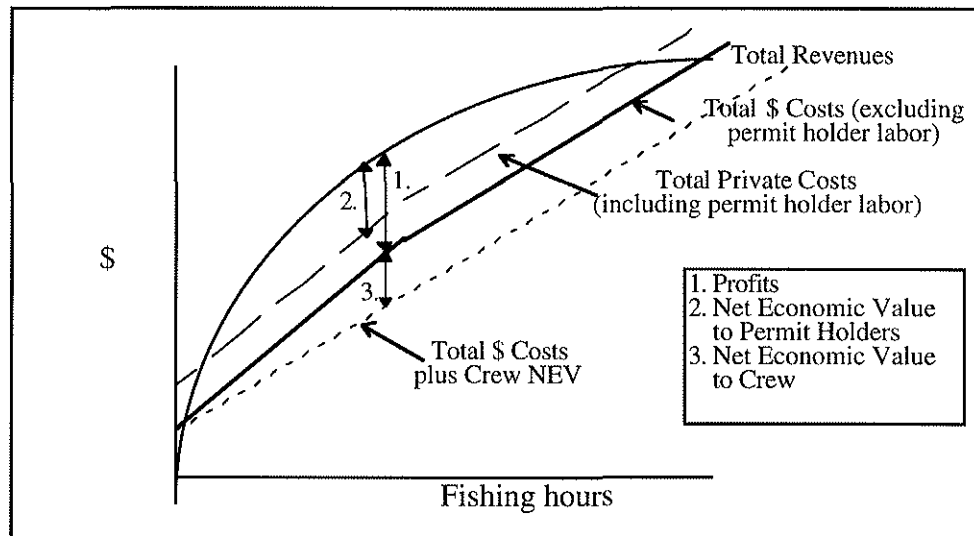 Total Revenues
Total $ Costs (excluding
permit holder labor)
1.
2.
Total Private Costs
(including permit holder labor)
$
3.
1. Profits
2. Net Economic Value
to Permit Holders
3. Net Economic Value
to Crew
Total $ Costs
plus Crew NEV
Fishing hours